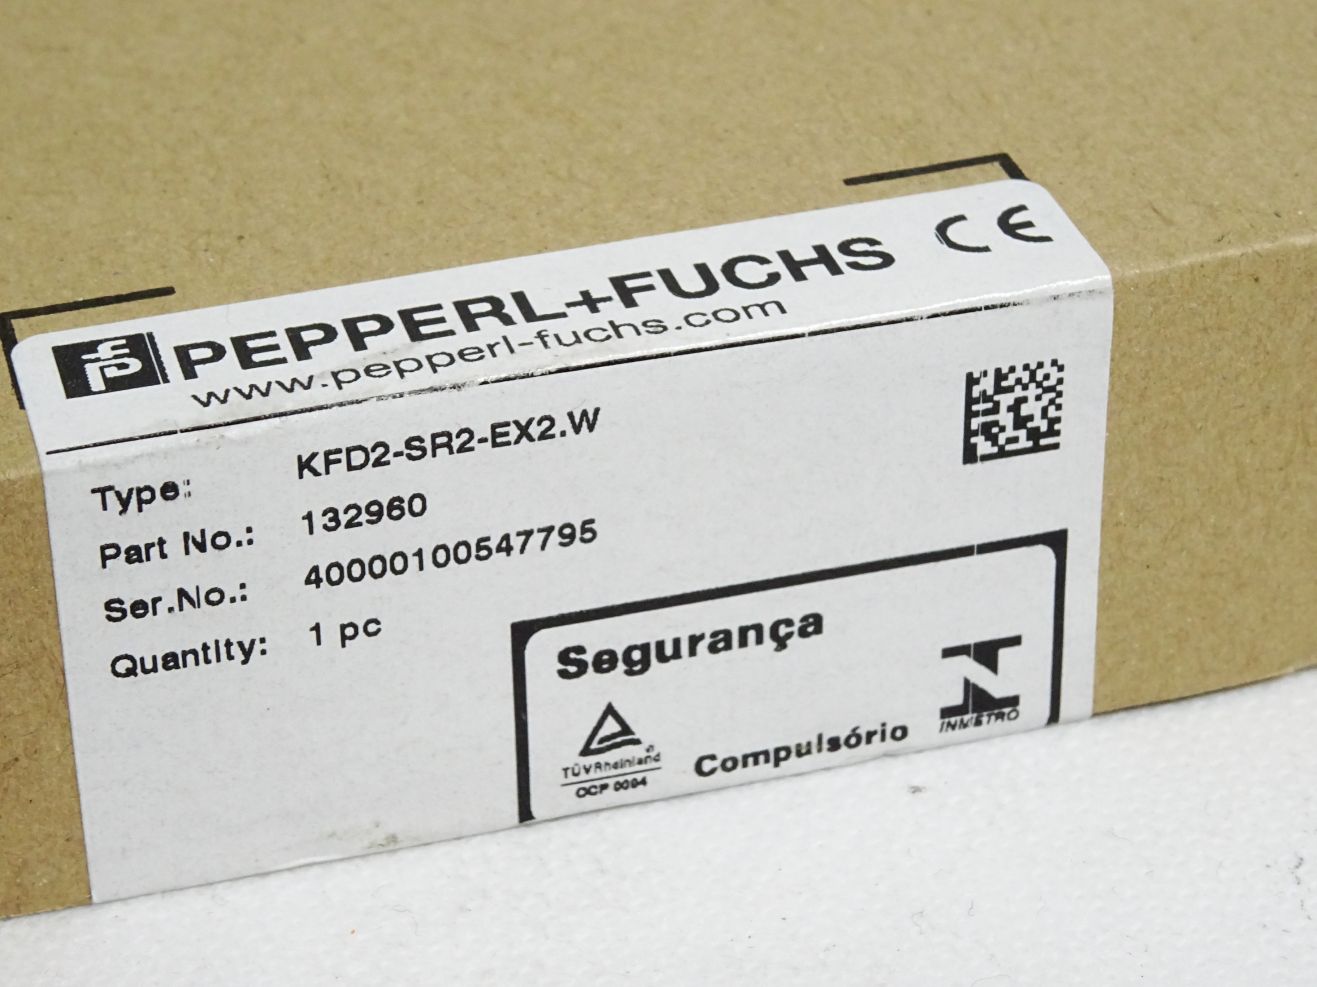 PEPPERL+FUCHS CE
www.pepperl-fuchs.com
Type: KFD2-SR2-EX2.W
Part No.: 132960
Ser.No.: 40000100547795
Quantity: 1 pc
Segurança
TÜVRheinland
OCP 0004
Compulsório
INMETRO